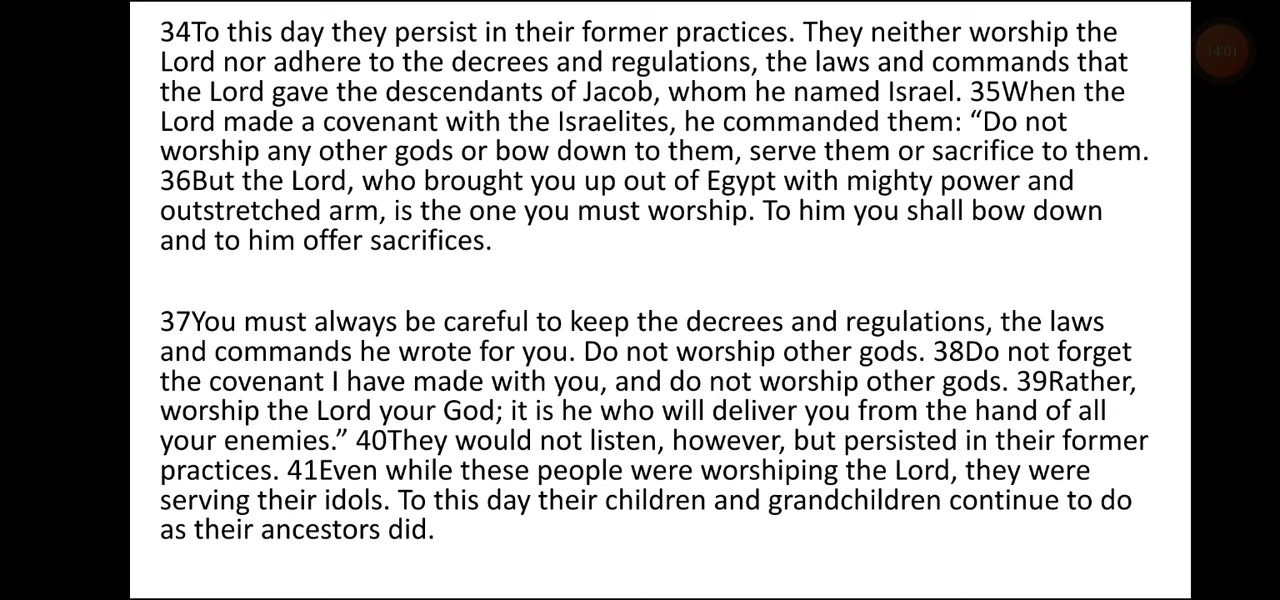 34To this day they persist in their former practices. They neither worship the
Lord nor adhere to the decrees and regulations, the laws and commands that
the Lord gave the descendants of Jacob, whom he named Israel. 35When the
Lord made a covenant with the Israelites, he commanded them: “Do not
worship any other gods or bow down to them, serve them or sacrifice to them.
36But the Lord, who brought you up out of Egypt with mighty power and
outstretched arm, is the one you must worship. To him you shall bow down
and to him offer sacrifices.
37You must always be careful to keep the decrees and regulations, the laws
and commands he wrote for you. Do not worship other gods. 38Do not forget
the covenant I have made with you, and do not worship other gods. 39Rather,
worship the Lord your God; it is he who will deliver you from the hand of all
your enemies.” 40They would not listen, however, but persisted in their former
practices. 41Even while these people were worshiping the Lord, they were
serving their idols. To this day their children and grandchildren continue to do
as their ancestors did.
14:01